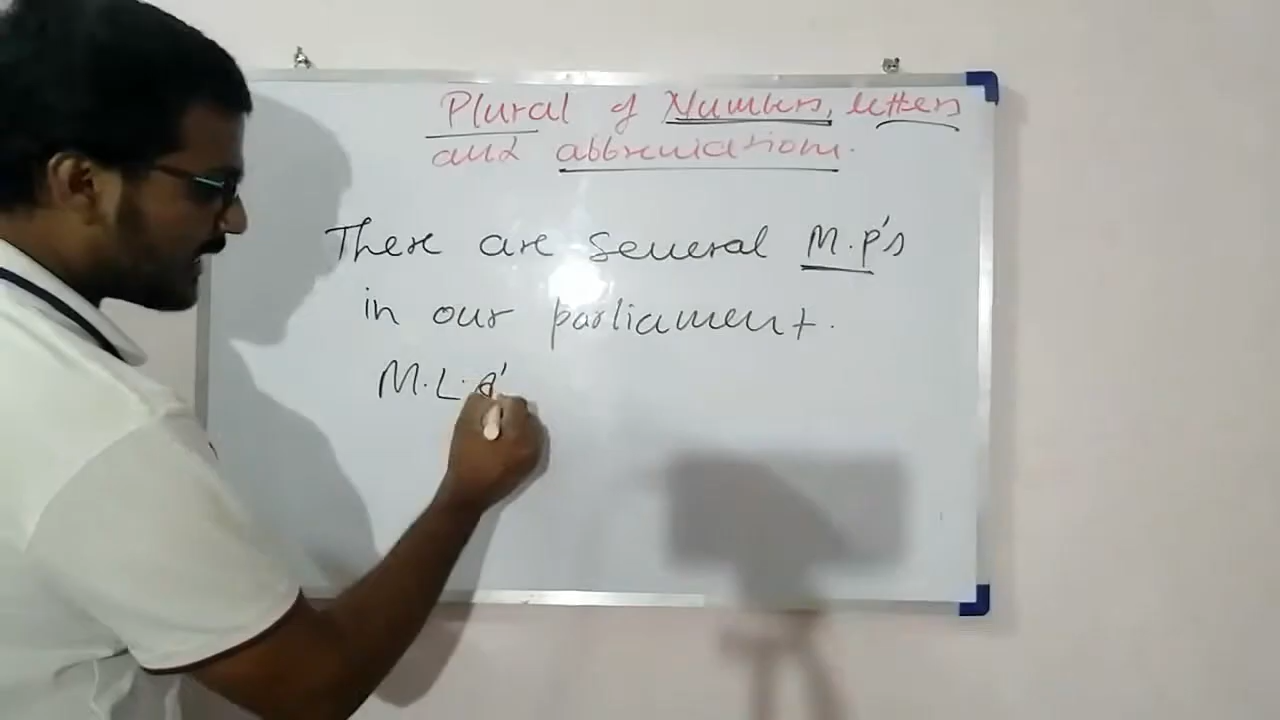 Plural of Numbers, letters
and abbreviations.
There are several M.P's
in our parliament.
M.L.A'